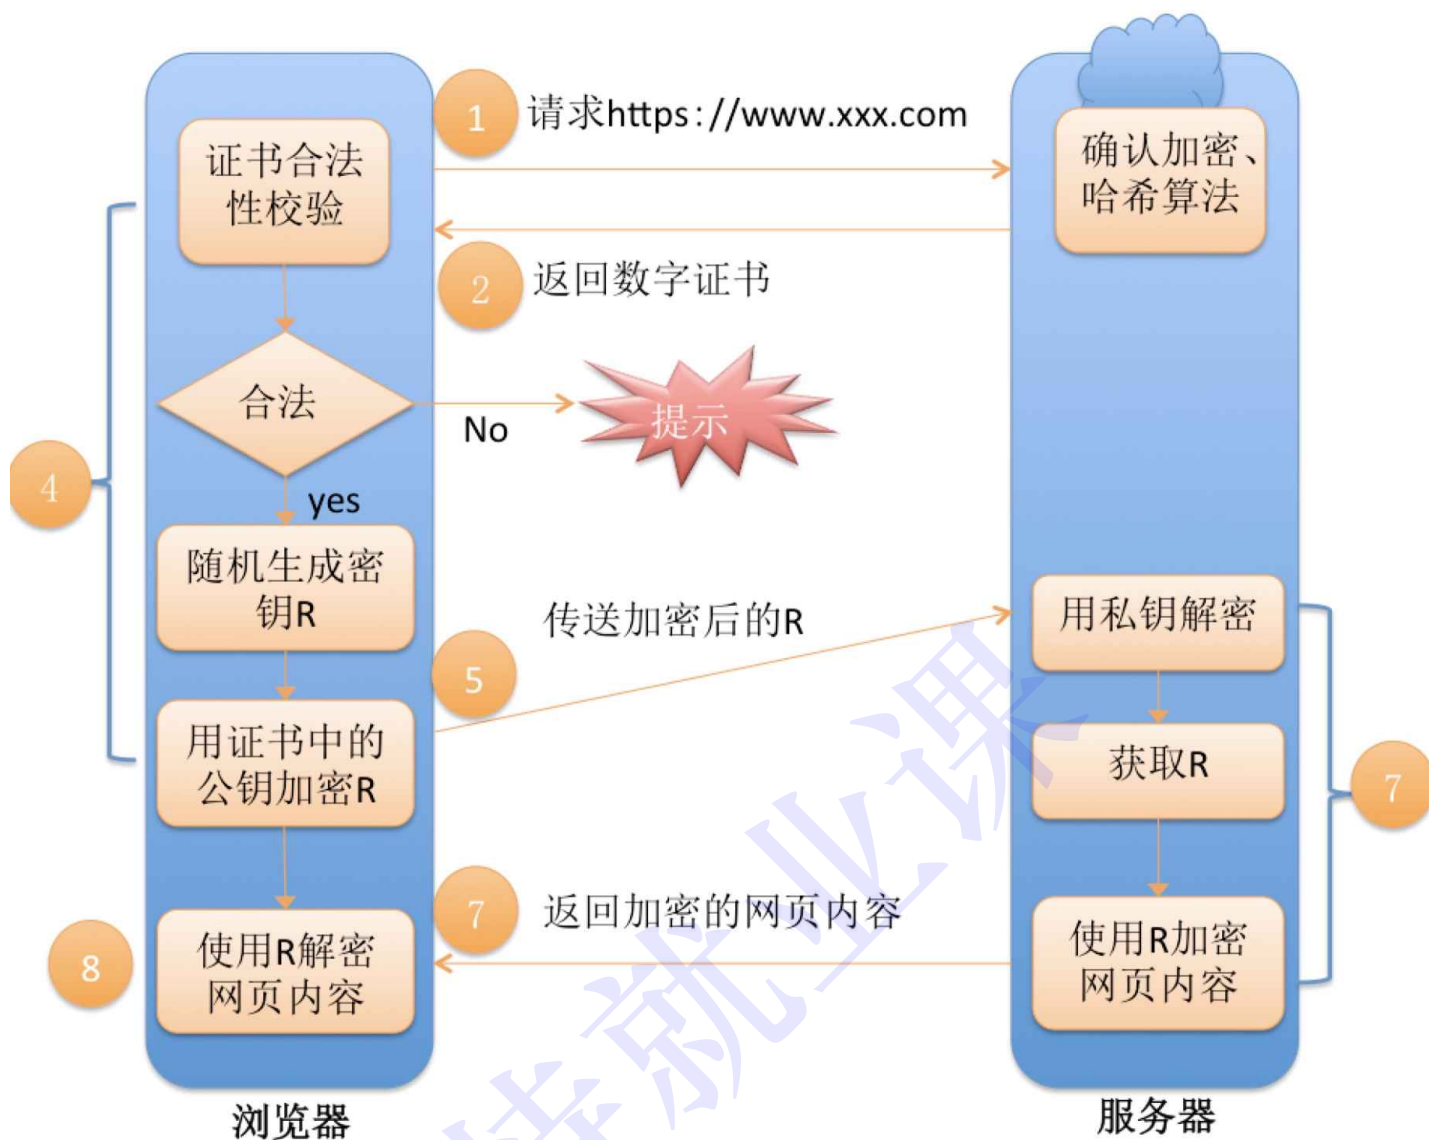 1
请求https://www.xxx.com
证书合法
性校验
确认加密、
哈希算法
2
返回数字证书
合法
No
提示
4
yes
随机生成密
钥R
传送加密后的R
用私钥解密
5
用证书中的
公钥加密R
获取R
7
7
返回加密的网页内容
8
使用R解密
网页内容
使用R加密
网页内容
浏览器
服务器
特就业课